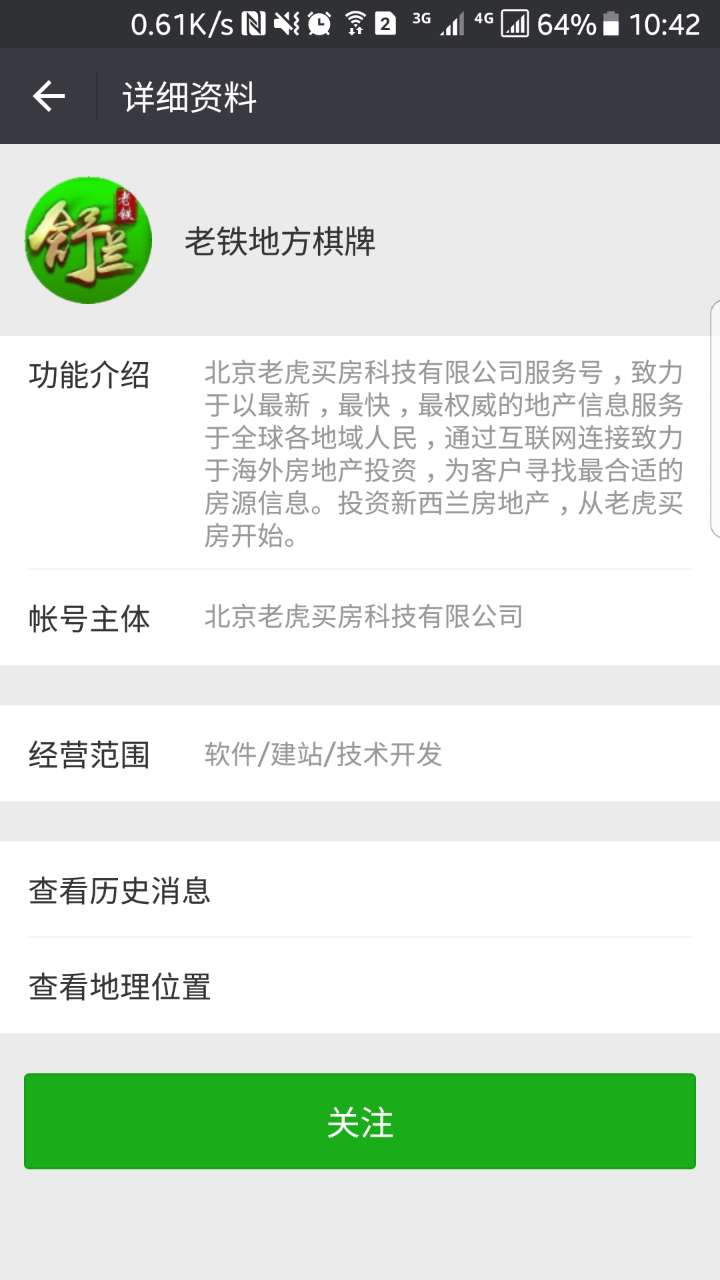 0.61K/s 2 3G 4G 64% 10:42
详细资料
老铁
舒兰
老铁地方棋牌
功能介绍 北京老虎买房科技有限公司服务号，致力
于以最新，最快，最权威的地产信息服务
于全球各地域人民，通过互联网连接致力
于海外房地产投资，为客户寻找最合适的
房源信息。投资新西兰房地产，从老虎买
房开始。
帐号主体 北京老虎买房科技有限公司
经营范围 软件/建站/技术开发
查看历史消息
查看地理位置
关注